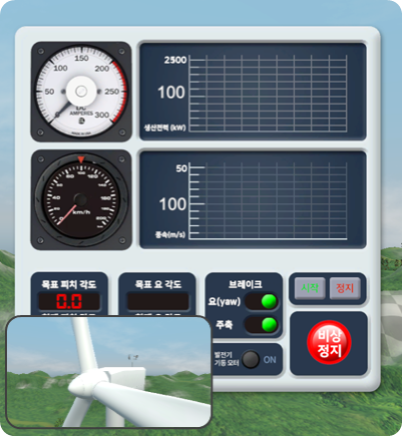 50
100
150
200
250
300
DC
AMPERES
2500
100
생산전력 (kW)
km/h
50
100
풍속(m/s)
목표 피치 각도
0.0
목표 요 각도
브레이크
요(yaw)
주축
시작
정지
발전기
기동 모터
ON
비상
정지